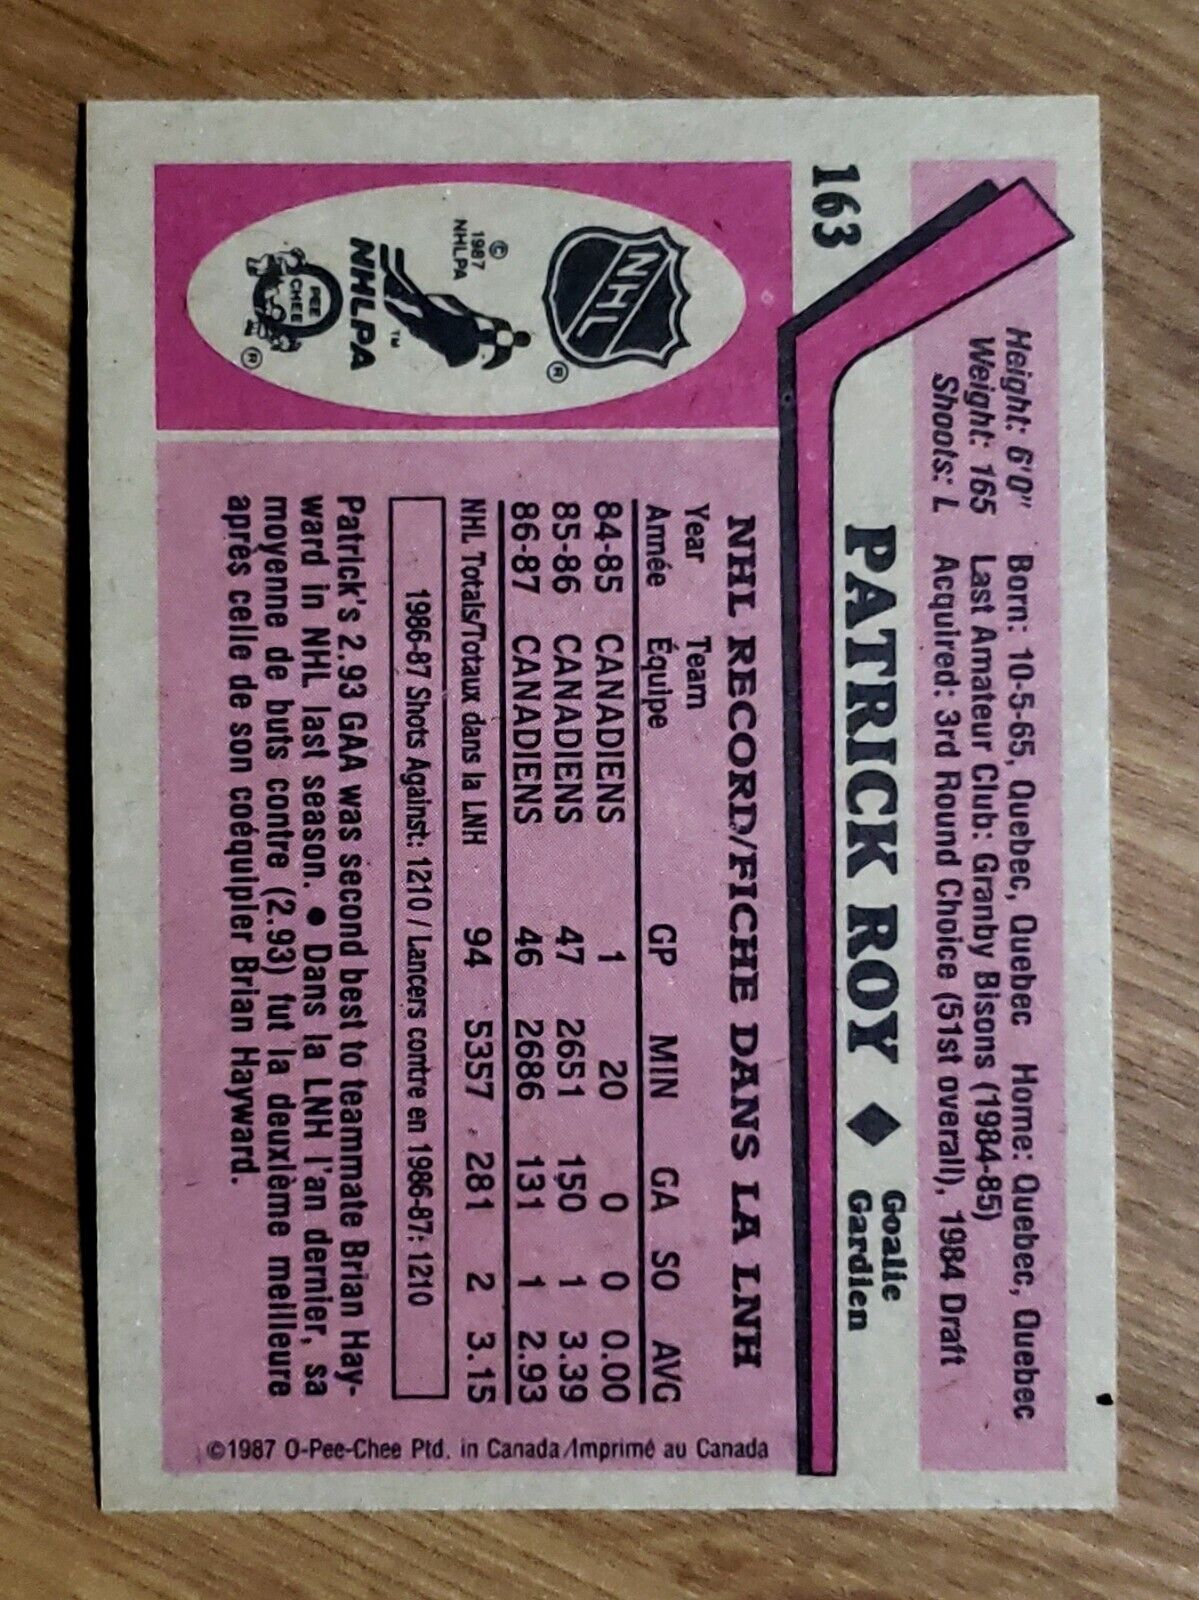 163
PATRICK ROY ♦ Goalie
Gardien
Height: 6'0" Born: 10-5-65, Quebec, Quebec Home: Quebec, Quebec
Weight: 165 Last Amateur Club: Granby Bisons (1984-85)
Shoots: L Acquired: 3rd Round Choice (51st overall), 1984 Draft
NHL ®
© 1987 NHLPA
NHLPA ™
O PEE CHEE ®
NHL RECORD/FICHE DANS LA LNH
Year Team GP MIN GA SO AVG
Année Équipe
84-85 CANADIENS 1 20 0 0 0.00
85-86 CANADIENS 47 2651 150 1 3.39
86-87 CANADIENS 46 2686 131 1 2.93
NHL Totals/Totaux dans la LNH 94 5357 281 2 3.15
1986-87 Shots Against: 1210 / Lancers contre en 1986-87: 1210
Patrick's 2.93 GAA was second best to teammate Brian Hay-
ward in NHL last season. ● Dans la LNH l'an dernier, sa
moyenne de buts contre (2.93) fut la deuxième meilleure
après celle de son coéquipier Brian Hayward.
©1987 O-Pee-Chee Ptd. in Canada/Imprimé au Canada